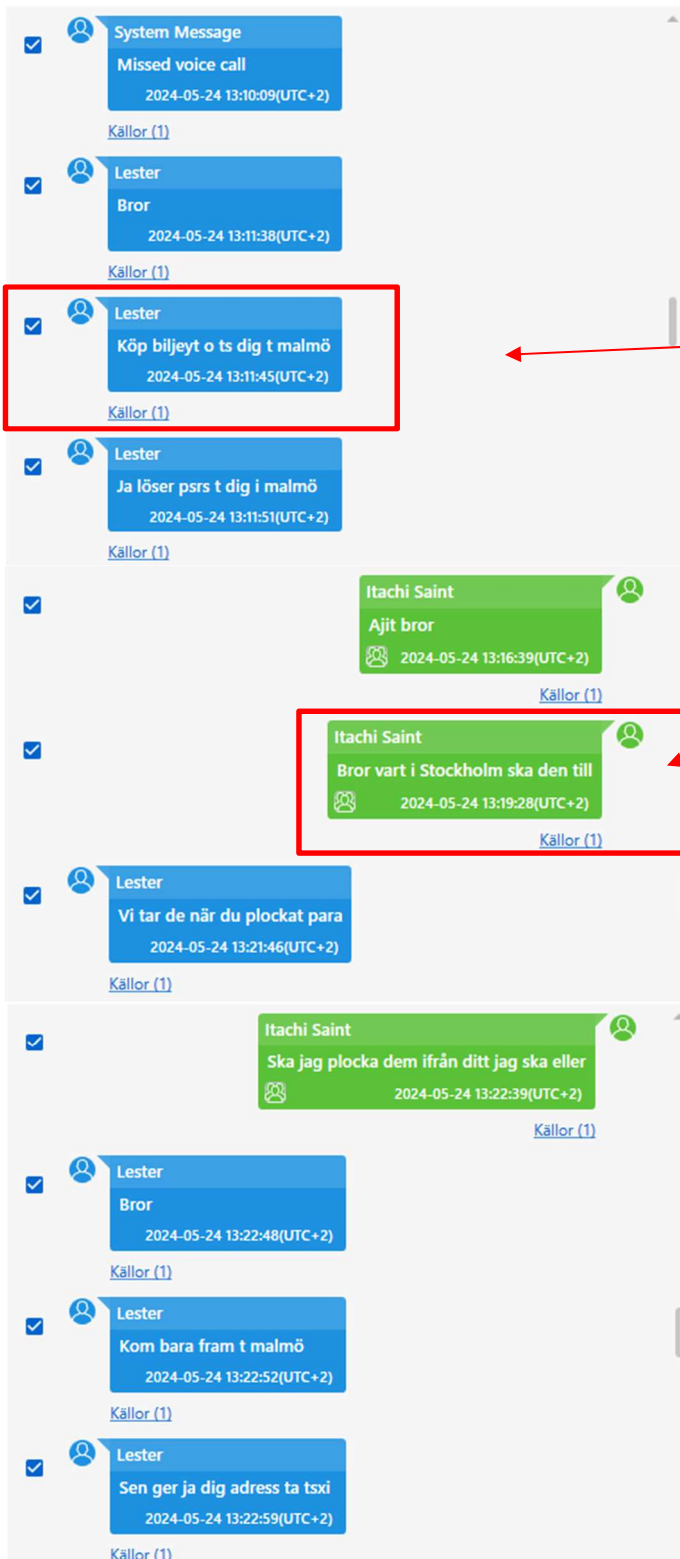 System Message
Missed voice call
2024-05-24 13:10:09(UTC+2)
Källor (1)
Lester
Bror
2024-05-24 13:11:38(UTC+2)
Källor (1)
Lester
Köp biljeyt o ts dig t malmö
2024-05-24 13:11:45(UTC+2)
Källor (1)
Lester
Ja löser psrs t dig i malmö
2024-05-24 13:11:51(UTC+2)
Källor (1)
Itachi Saint
Ajit bror
2024-05-24 13:16:39(UTC+2)
Källor (1)
Itachi Saint
Bror vart i Stockholm ska den till
2024-05-24 13:19:28(UTC+2)
Källor (1)
Lester
Vi tar de när du plockat para
2024-05-24 13:21:46(UTC+2)
Källor (1)
Itachi Saint
Ska jag plocka dem ifrån ditt jag ska eller
2024-05-24 13:22:39(UTC+2)
Källor (1)
Lester
Bror
2024-05-24 13:22:48(UTC+2)
Källor (1)
Lester
Kom bara fram t malmö
2024-05-24 13:22:52(UTC+2)
Källor (1)
Lester
Sen ger ja dig adress ta tsxi
2024-05-24 13:22:59(UTC+2)
Källor (1)